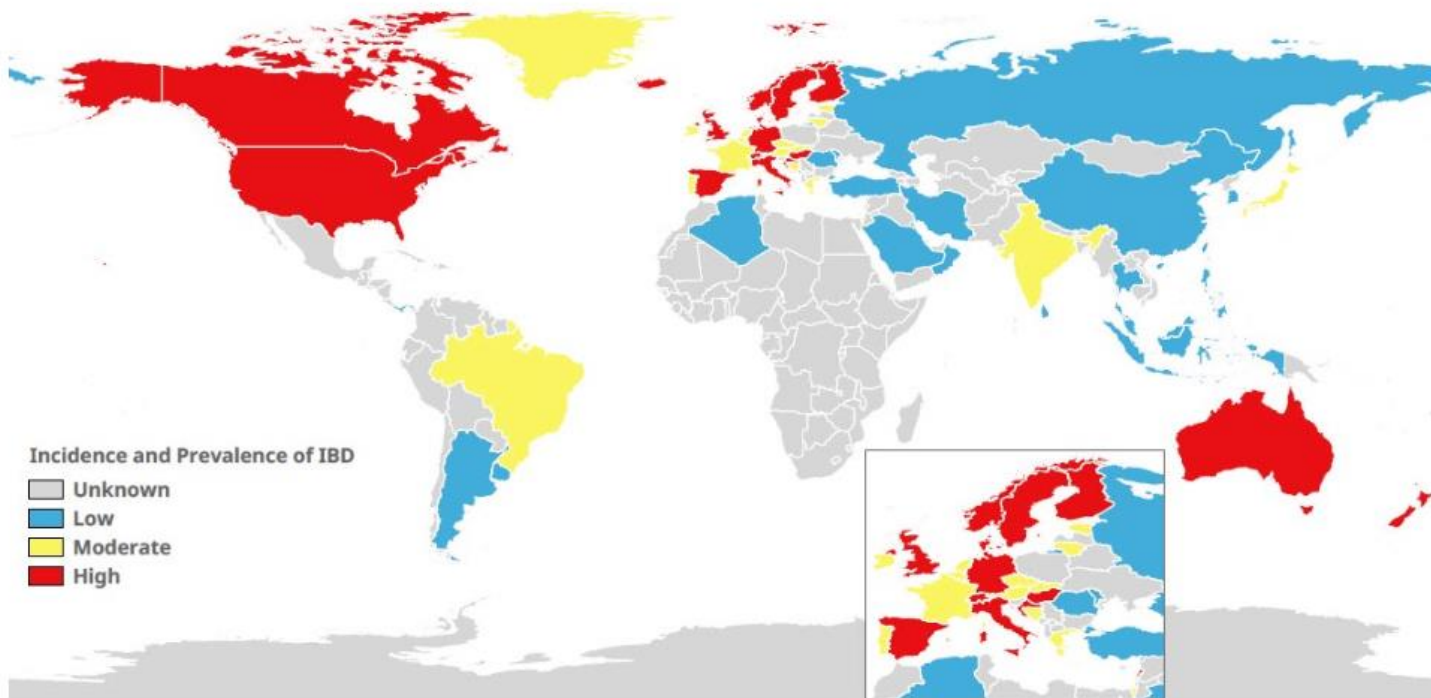 Incidence and Prevalence of IBD
Unknown
Low
Moderate
High